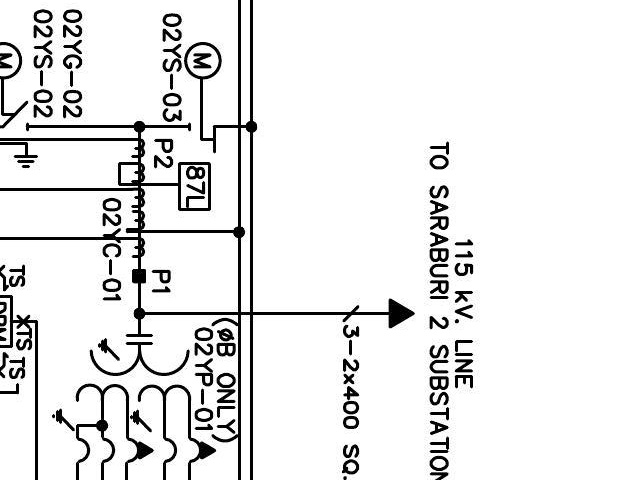 115 kV. LINE
TO SARABURI 2 SUBSTATION
3-2x400 SQ.
(øB ONLY)
02YP-01
M
02YS-03
87L
P2
P1
02YC-01
02YG-02
02YS-02
M
TS
XTS
TS